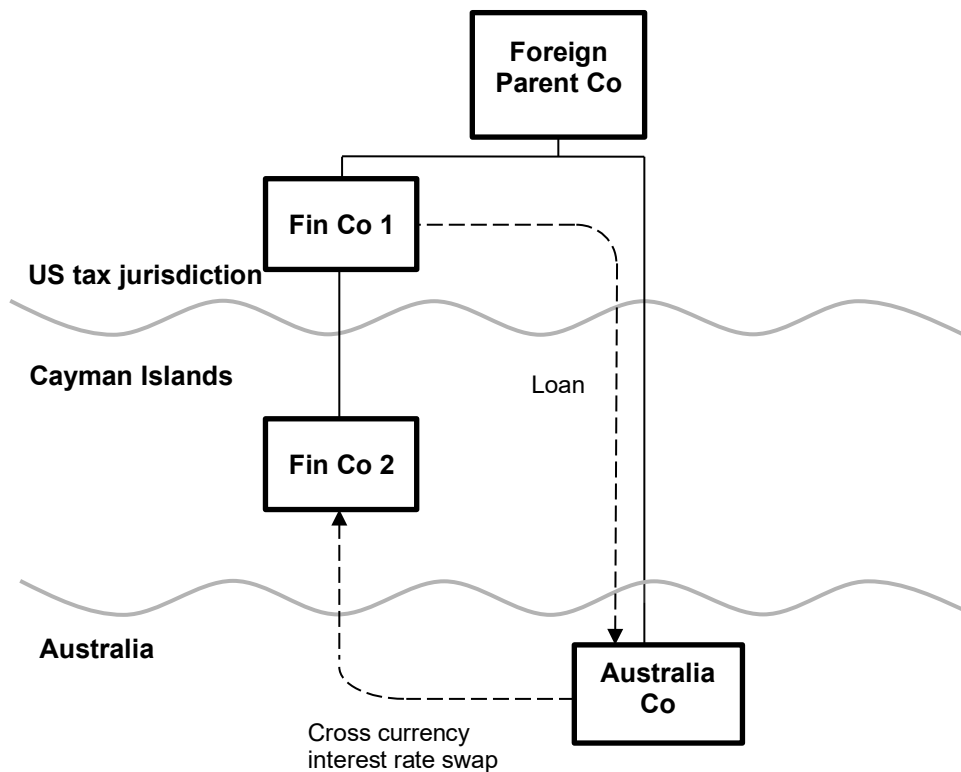 Foreign
Parent Co
Fin Co 1
US tax jurisdiction
Cayman Islands
Loan
Fin Co 2
Australia
Australia
Co
Cross currency
interest rate swap